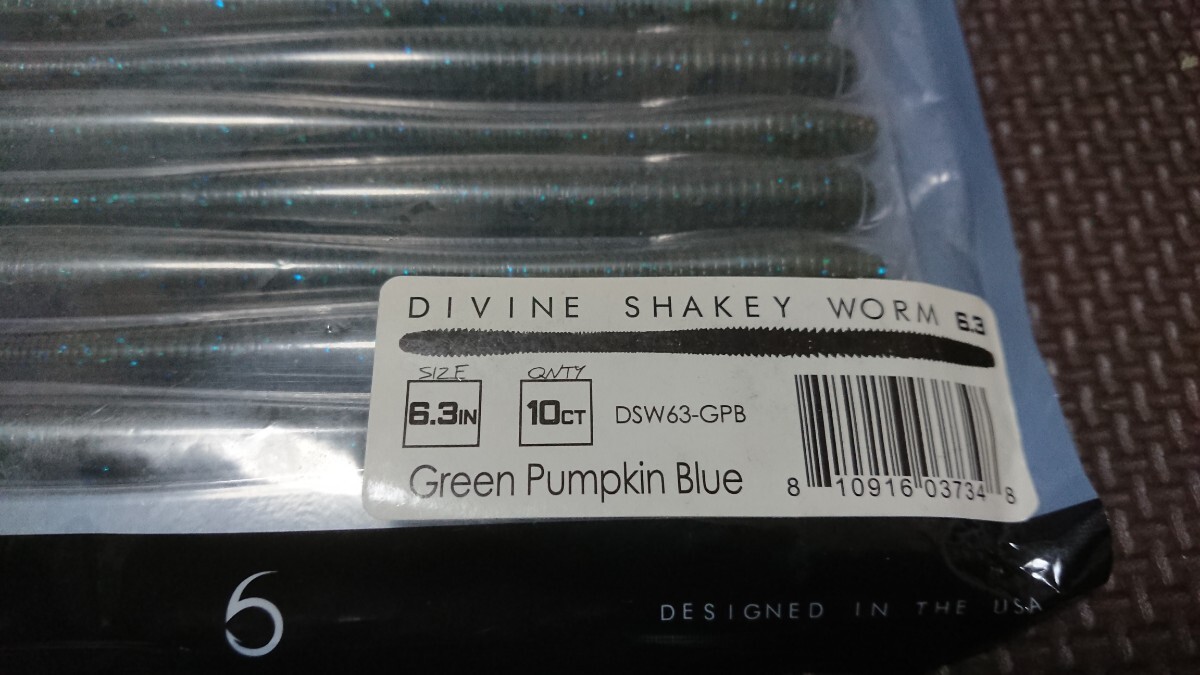 DIVINE SHAKEY WORM 6.3
SIZE QNTY
6.3IN 10CT DSW63-GPB
Green Pumpkin Blue
8 10916 03734 8
6
DESIGNED IN THE USA